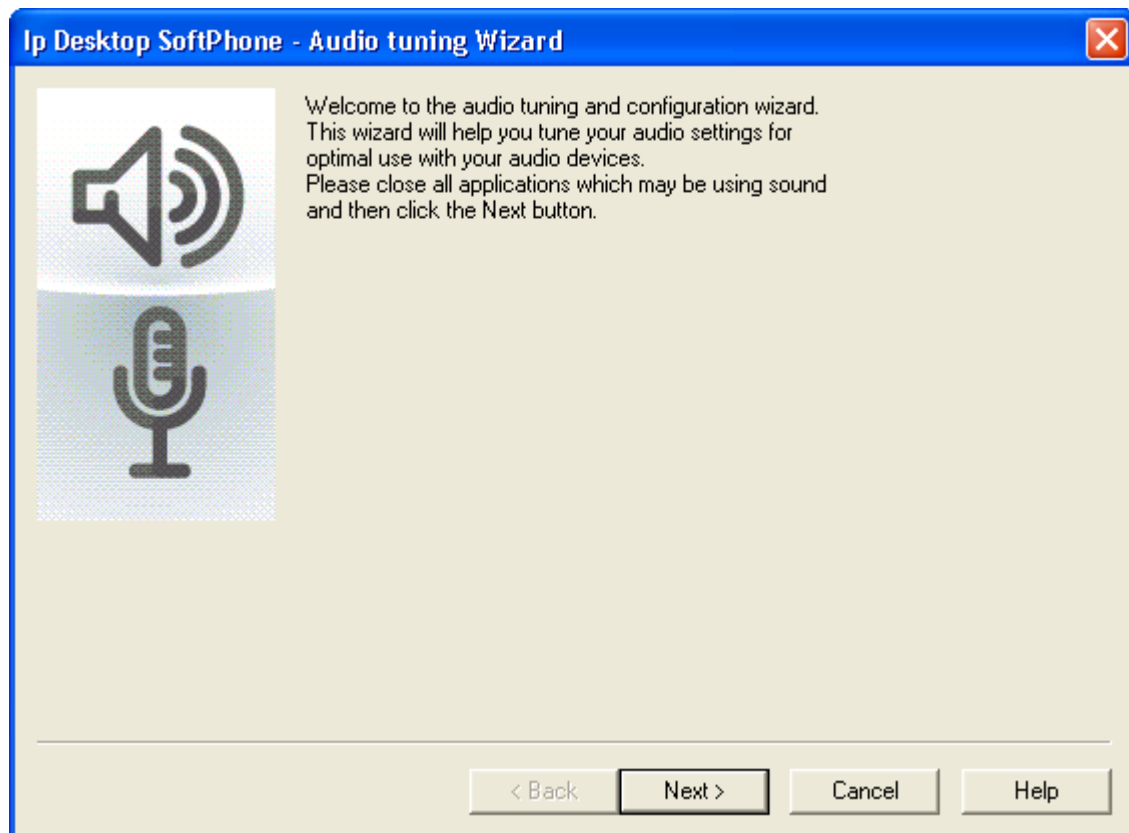 Ip Desktop SoftPhone - Audio tuning Wizard
Welcome to the audio tuning and configuration wizard.
This wizard will help you tune your audio settings for
optimal use with your audio devices.
Please close all applications which may be using sound
and then click the Next button.
< Back
Next >
Cancel
Help